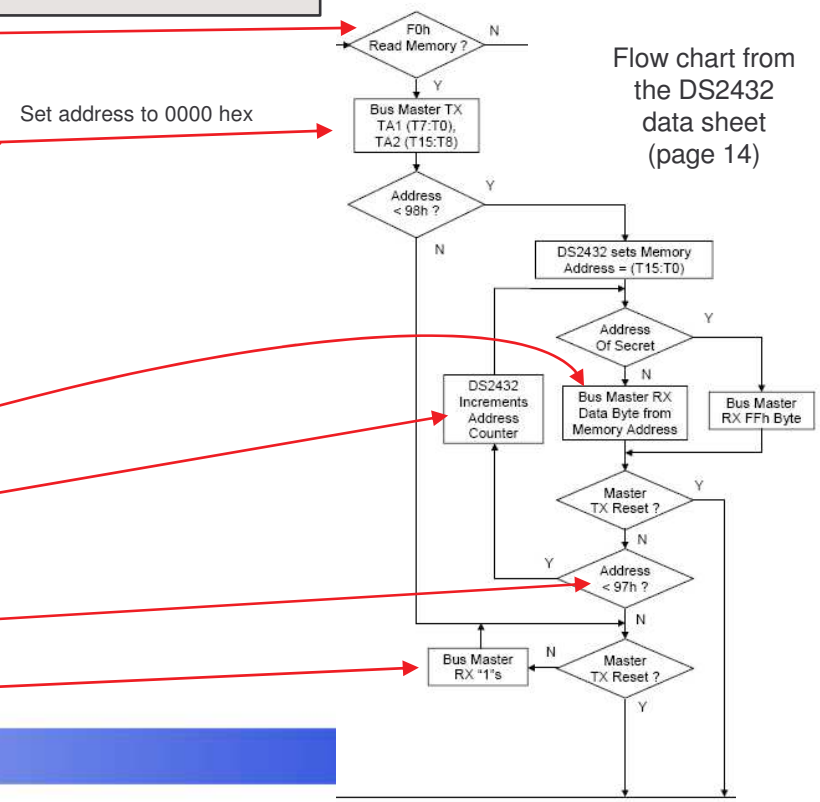 F0h
Read Memory ?
N
Y
Flow chart from
the DS2432
data sheet
(page 14)
Set address to 0000 hex
Bus Master TX
TA1 (T7:T0),
TA2 (T15:T8)
Address
< 98h ?
Y
N
DS2432 sets Memory
Address = (T15:T0)
Address
Of Secret
Y
N
DS2432
Increments
Address
Counter
Bus Master RX
Data Byte from
Memory Address
Bus Master
RX FFh Byte
Master
TX Reset ?
Y
N
Address
< 97h ?
Y
N
Bus Master
RX "1"s
N
Master
TX Reset ?
Y